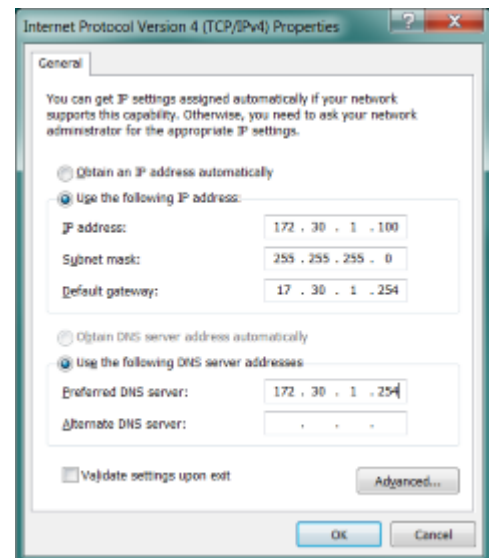 Internet Protocol Version 4 (TCP/IPv4) Properties
General
You can get IP settings assigned automatically if your network
supports this capability. Otherwise, you need to ask your network
administrator for the appropriate IP settings.
Obtain an IP address automatically
Use the following IP address:
IP address: 172 . 30 . 1 . 100
Subnet mask: 255 . 255 . 255 . 0
Default gateway: 17 . 30 . 1 . 254
Obtain DNS server address automatically
Use the following DNS server addresses
Preferred DNS server: 172 . 30 . 1 . 254
Alternate DNS server: . . .
Validate settings upon exit
Advanced...
OK Cancel